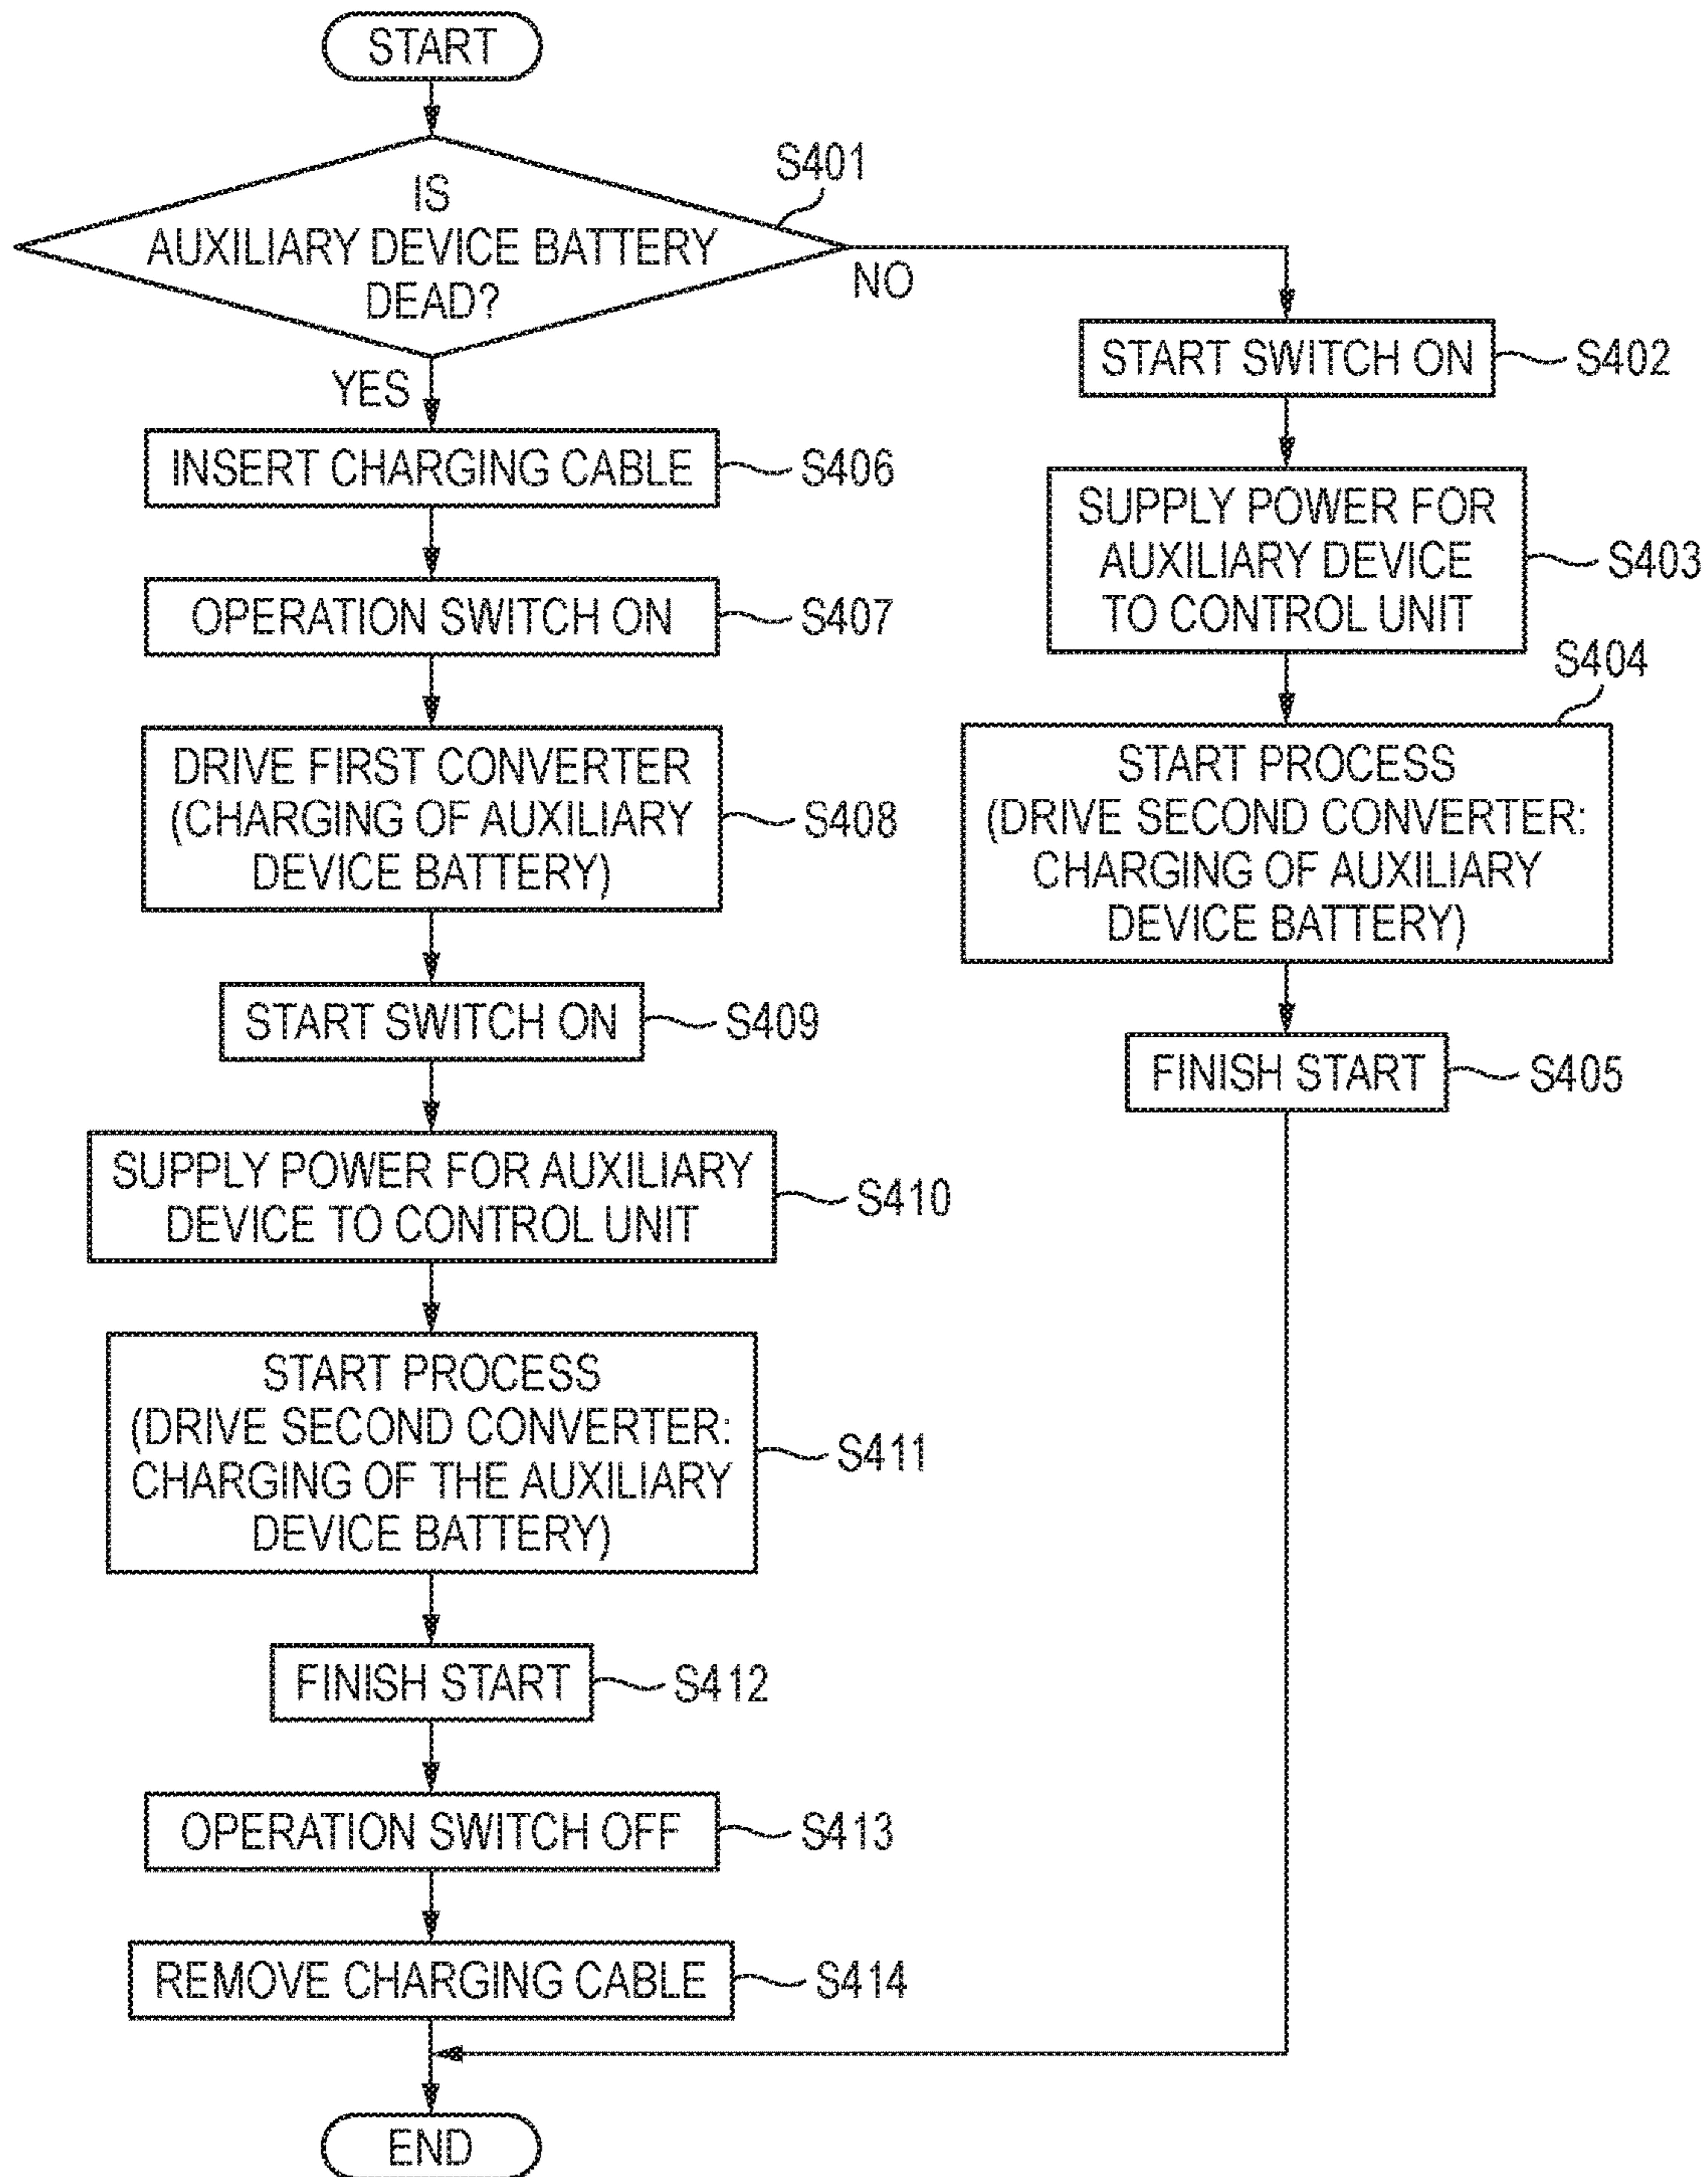 START
IS
AUXILIARY DEVICE BATTERY
DEAD?
S401
NO
YES
START SWITCH ON
S402
SUPPLY POWER FOR
AUXILIARY DEVICE
TO CONTROL UNIT
S403
START PROCESS
(DRIVE SECOND CONVERTER:
CHARGING OF AUXILIARY
DEVICE BATTERY)
S404
FINISH START
S405
INSERT CHARGING CABLE
S406
OPERATION SWITCH ON
S407
DRIVE FIRST CONVERTER
(CHARGING OF AUXILIARY
DEVICE BATTERY)
S408
START SWITCH ON
S409
SUPPLY POWER FOR AUXILIARY
DEVICE TO CONTROL UNIT
S410
START PROCESS
(DRIVE SECOND CONVERTER:
CHARGING OF THE AUXILIARY
DEVICE BATTERY)
S411
FINISH START
S412
OPERATION SWITCH OFF
S413
REMOVE CHARGING CABLE
S414
END